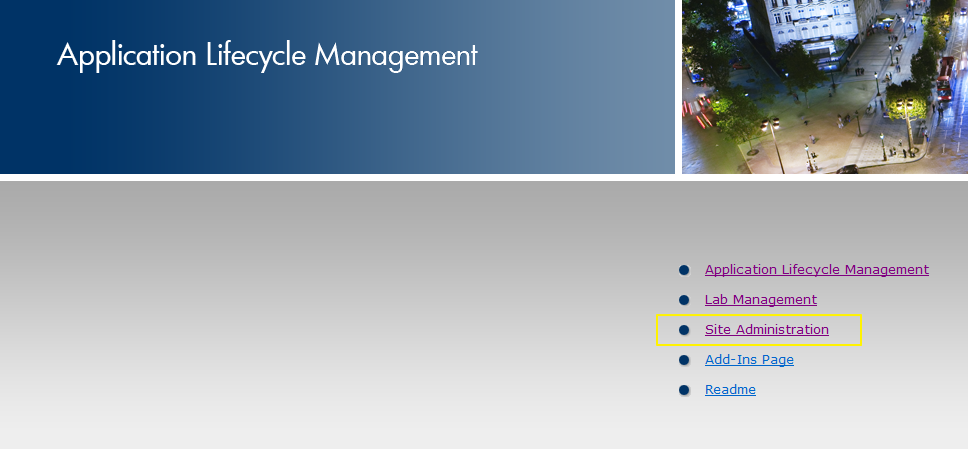 Application Lifecycle Management
Application Lifecycle Management
Lab Management
Site Administration
Add-Ins Page
Readme